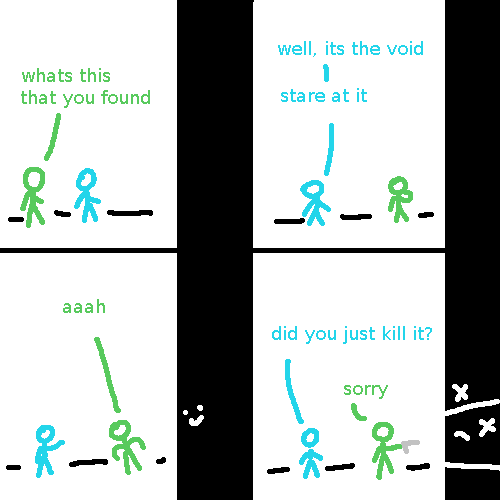 whats this
that you found
well, its the void
stare at it
aaah
did you just kill it?
sorry